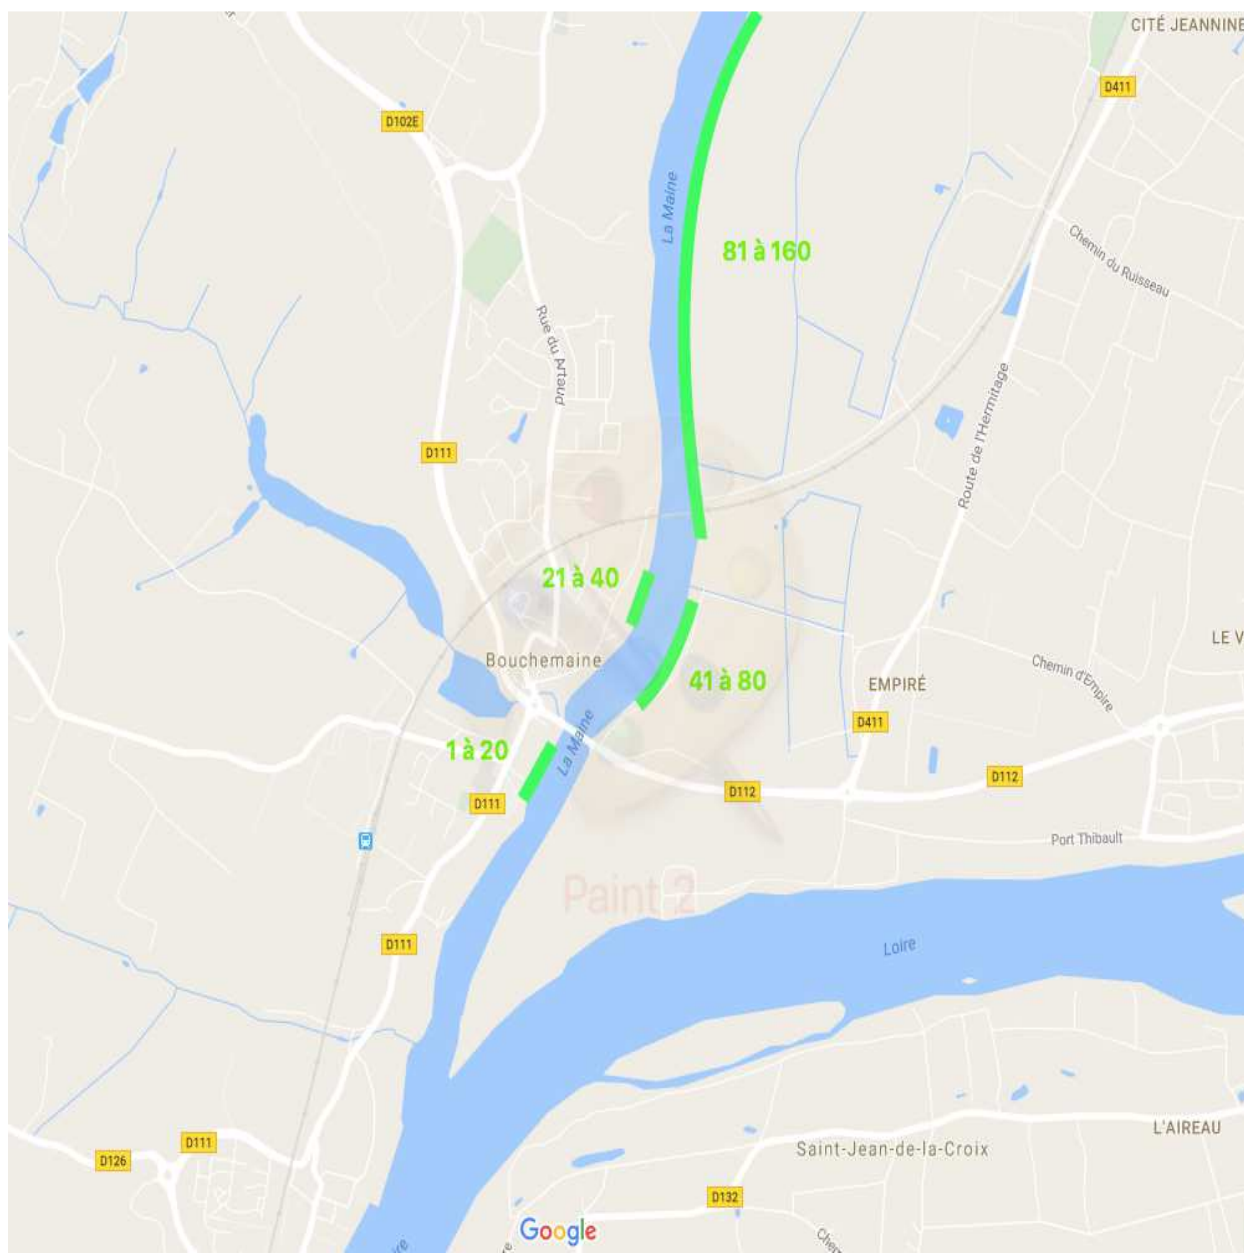 CITÉ JEANNINE
D411
D102E
La Maine
81 à 160
Chemin du Ruisseau
Rue du Artaud
Route de l'Hermitage
D111
21 à 40
LE V
Bouchemaine
Chemin d'Empire
41 à 80
EMPIRÉ
D411
La Maine
1 à 20
D112
D112
D111
Port Thibault
Paint 2
D111
Loire
L'AIREAU
D111
Saint-Jean-de-la-Croix
D126
D132
Google